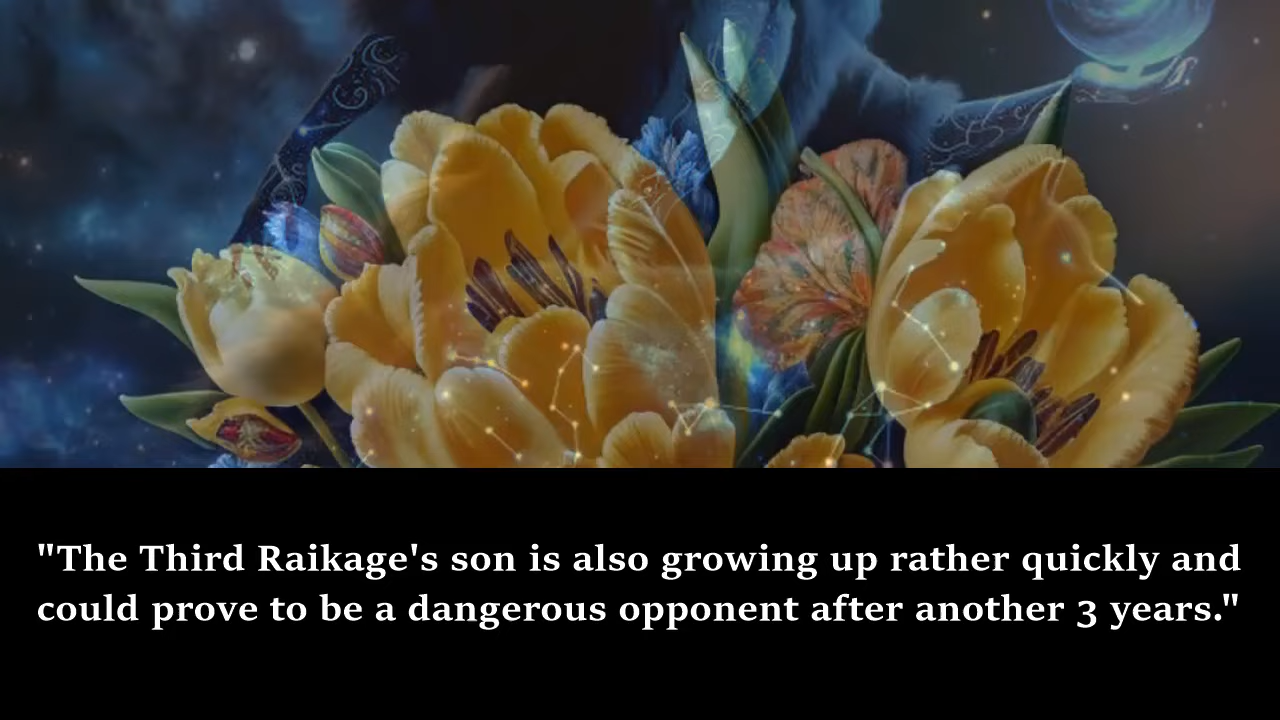 "The Third Raikage's son is also growing up rather quickly and
could prove to be a dangerous opponent after another 3 years."